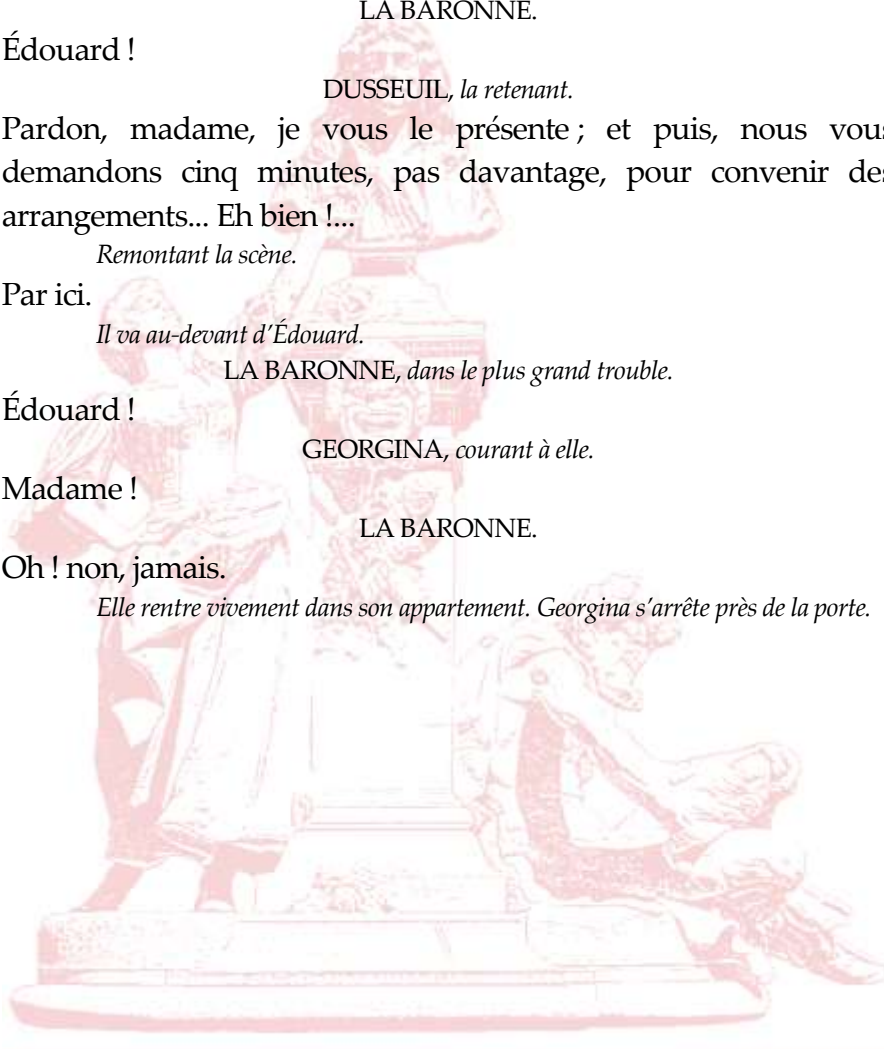 LA BARONNE.
Édouard !
DUSSEUIL, la retenant.
Pardon, madame, je vous le présente ; et puis, nous vous
demandons cinq minutes, pas davantage, pour convenir des
arrangements... Eh bien !...
Remontant la scène.
Par ici.
Il va au-devant d’Édouard.
LA BARONNE, dans le plus grand trouble.
Édouard !
GEORGINA, courant à elle.
Madame !
LA BARONNE.
Oh ! non, jamais.
Elle rentre vivement dans son appartement. Georgina s’arrête près de la porte.